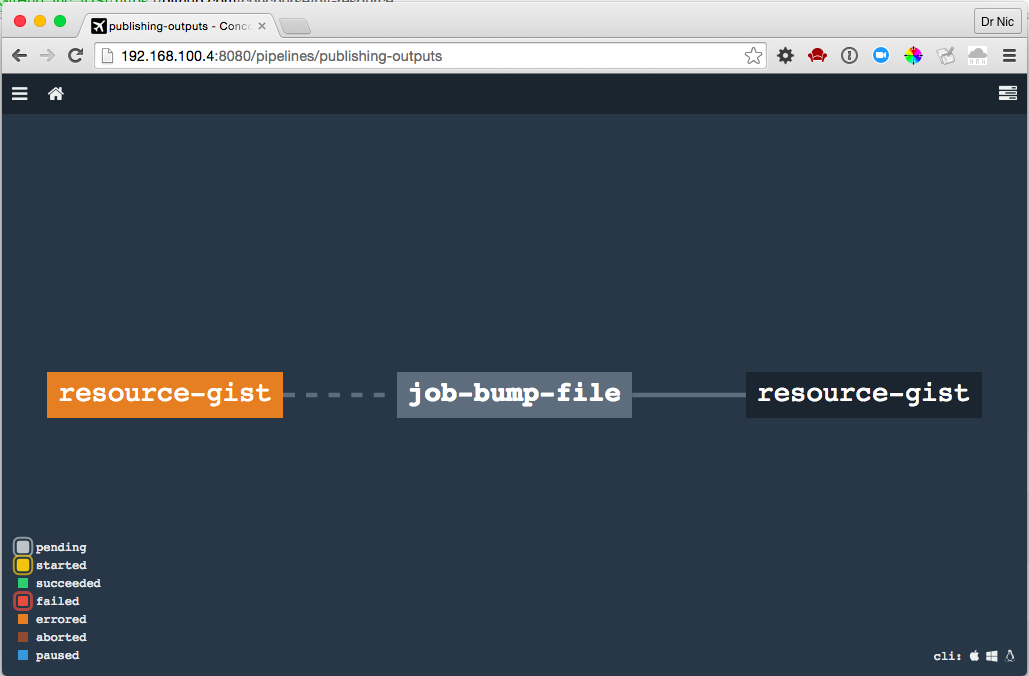 publishing-outputs - Conc
Dr Nic
192.168.100.4:8080/pipelines/publishing-outputs
resource-gist
job-bump-file
resource-gist
pending
started
succeeded
failed
errored
aborted
paused
cli: